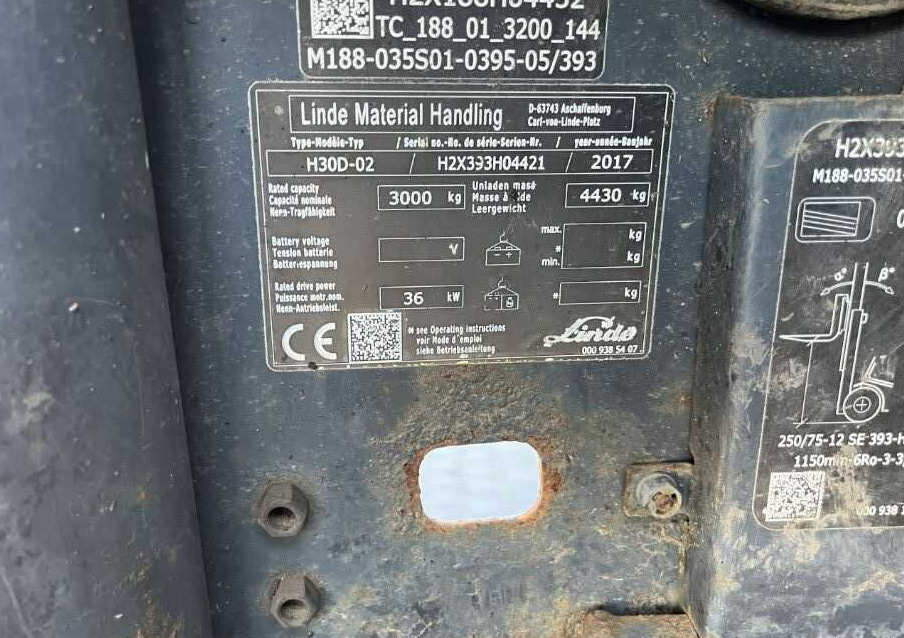 TC_188_01_3200_144
M188-035S01-0395-05/393
Linde Material Handling
D-63743 Aschaffenburg
Carl-von-Linde-Platz
Type-Modèle-Typ / Serial no.-No. de série-Serien-Nr. / year-année-Baujahr
H30D-02 / H2X393H04421 / 2017
Rated capacity
Capacité nominale
Nenn-Tragfähigkeit
3000 kg
Unladen mass
Masse à vide
Leergewicht
4430 kg
Battery voltage
Tension batterie
Batteriespannung
V
max. kg
*
min. kg
Rated drive power
Puissance motr.nom.
Nenn-Antriebsleist.
36 kW
* kg
CE
* see Operating instructions
voir Mode d'emploi
siehe Betriebsanleitung
Linde
000 938 54 07
H2X393
M188-035S01-
α° β°
250/75-12 SE 393-H
1150mm-6Ro-3-3
000 938